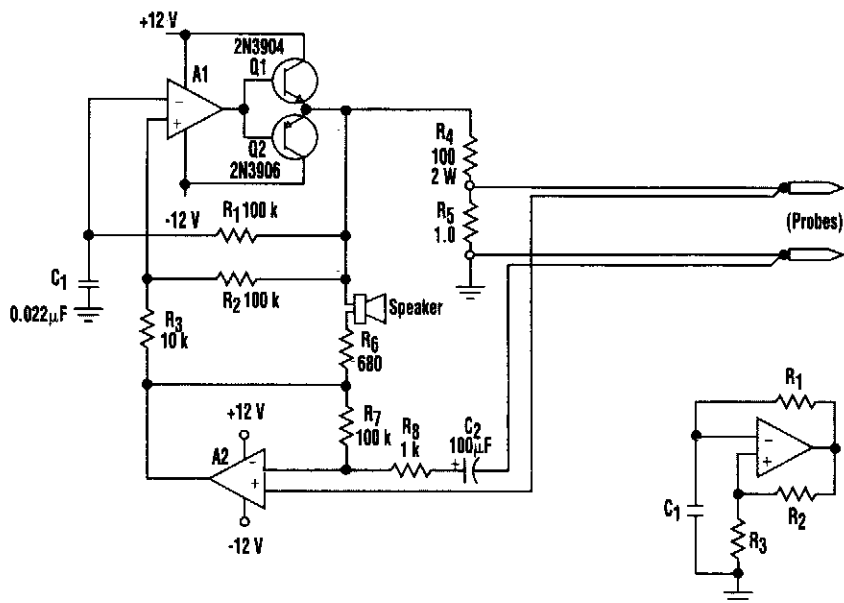 +12 V
2N3904
Q1
A1
−
+
Q2
2N3906
-12 V
R4
100
2 W
R5
1.0
(Probes)
R1 100 k
C1
0.022µF
R2 100 k
R3
10 k
Speaker
R6
680
+12 V
R7
100 k
R8
1 k
C2
100µF
+
A2
−
+
-12 V
R1
−
+
R2
C1
R3